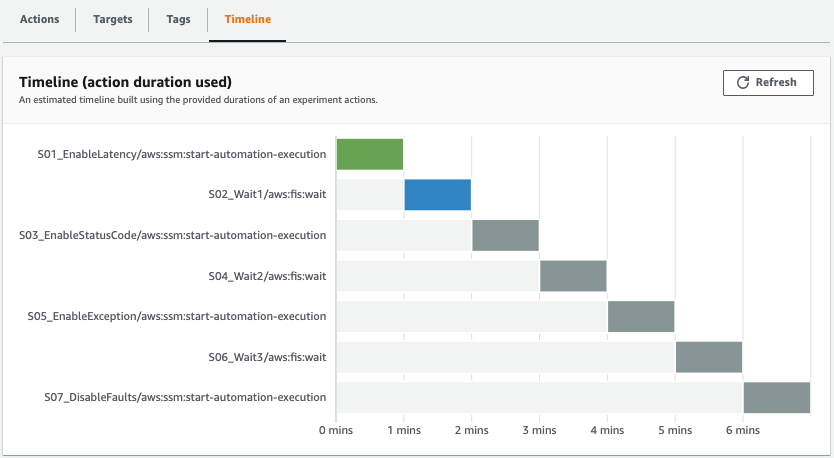 Actions
Targets
Tags
Timeline
Timeline (action duration used)
An estimated timeline built using the provided durations of an experiment actions.
Refresh
S01_EnableLatency/aws:ssm:start-automation-execution
S02_Wait1/aws:fis:wait
S03_EnableStatusCode/aws:ssm:start-automation-execution
S04_Wait2/aws:fis:wait
S05_EnableException/aws:ssm:start-automation-execution
S06_Wait3/aws:fis:wait
S07_DisableFaults/aws:ssm:start-automation-execution
0 mins 1 mins 2 mins 3 mins 4 mins 5 mins 6 mins